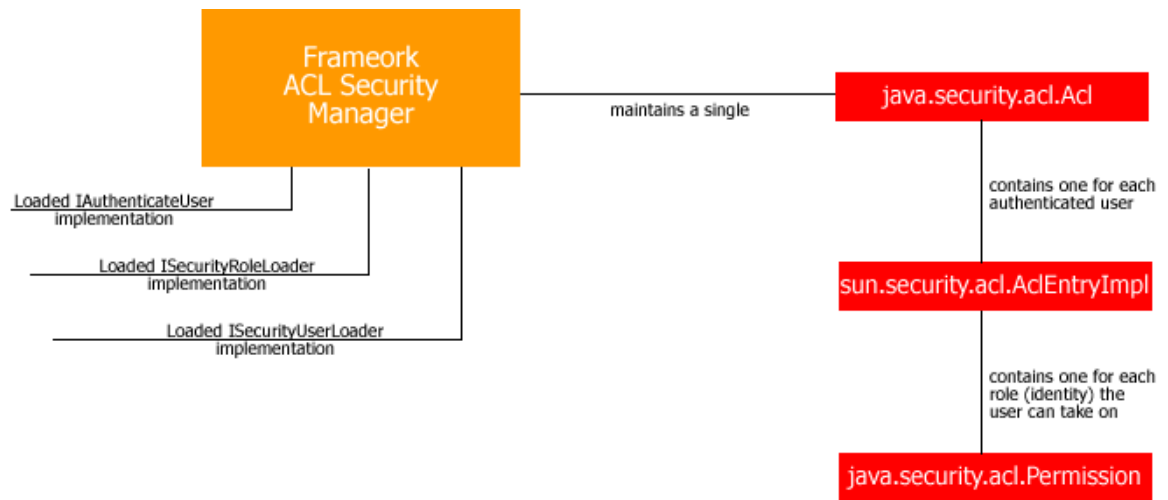 Frameork
ACL Security
Manager
maintains a single
java.security.acl.Acl
Loaded IAuthenticateUser
implementation
contains one for each
authenticated user
Loaded ISecurityRoleLoader
implementation
sun.security.acl.AclEntryImpl
Loaded ISecurityUserLoader
implementation
contains one for each
role (identity) the
user can take on
java.security.acl.Permission